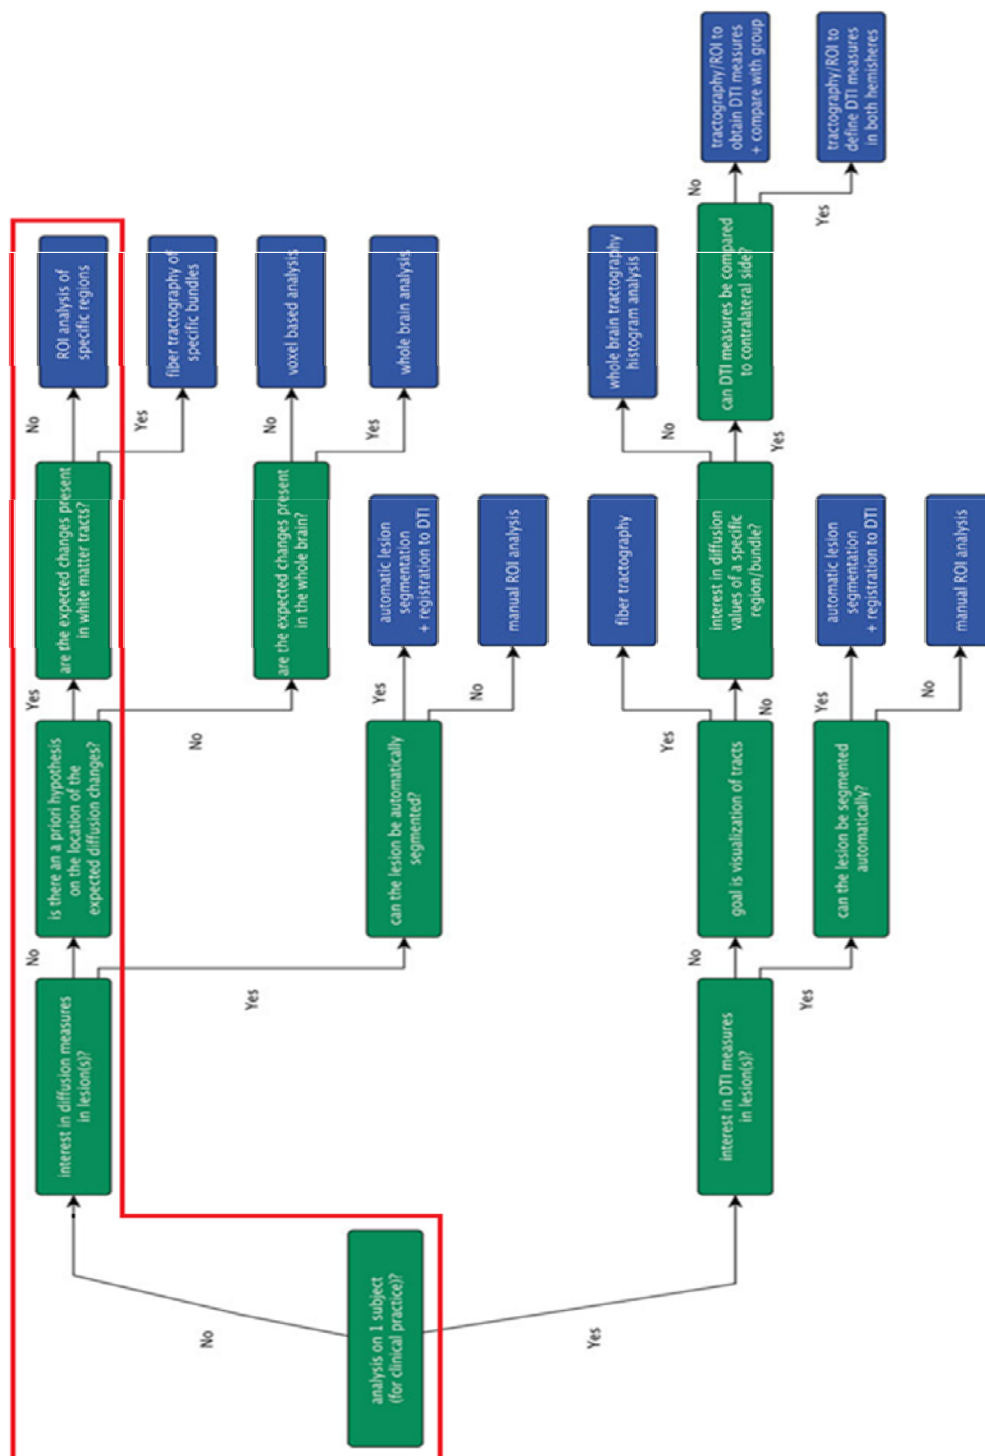 analysis on 1 subject
(for clinical practice)?
No
Yes
interest in diffusion measures
in lesion(s)?
No
Yes
is there an a priori hypothesis
on the location of the
expected diffusion changes?
Yes
No
are the expected changes present
in white matter tracts?
No
Yes
ROI analysis of
specific regions
fiber tractography of
specific bundles
are the expected changes present
in the whole brain?
No
Yes
voxel based analysis
whole brain analysis
can the lesion be automatically
segmented?
Yes
No
automatic lesion
segmentation
+ registration to DTI
manual ROI analysis
interest in DTI measures
in lesion(s)?
No
Yes
goal is visualization of tracts
Yes
No
fiber tractography
interest in diffusion
values of a specific
region/bundle?
No
Yes
whole brain tractography
histogram analysis
can DTI measures be compared
to contralateral side?
No
Yes
tractography/ROI to
obtain DTI measures
+ compare with group
tractography/ROI to
define DTI measures
in both hemisheres
can the lesion be segmented
automatically?
Yes
No
automatic lesion
segmentation
+ registration to DTI
manual ROI analysis